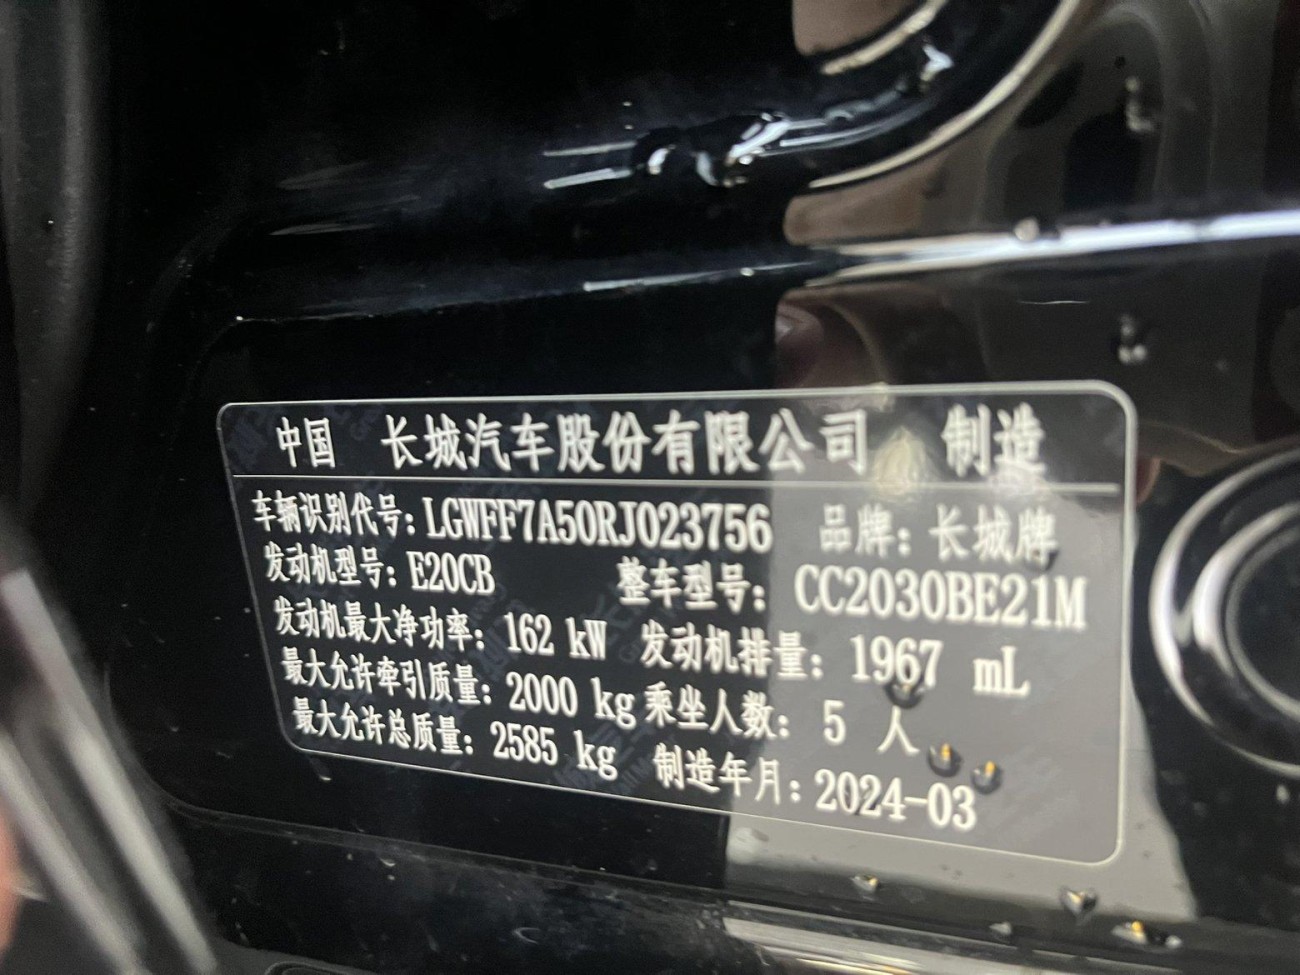 中国 长城汽车股份有限公司 制造
车辆识别代号：LGWFF7A50RJ023756 品牌：长城牌
发动机型号：E20CB 整车型号：CC2030BE21M
发动机最大净功率：162 kW 发动机排量：1967 mL
最大允许牵引质量：2000 kg 乘坐人数：5 人
最大允许总质量：2585 kg 制造年月：2024-03